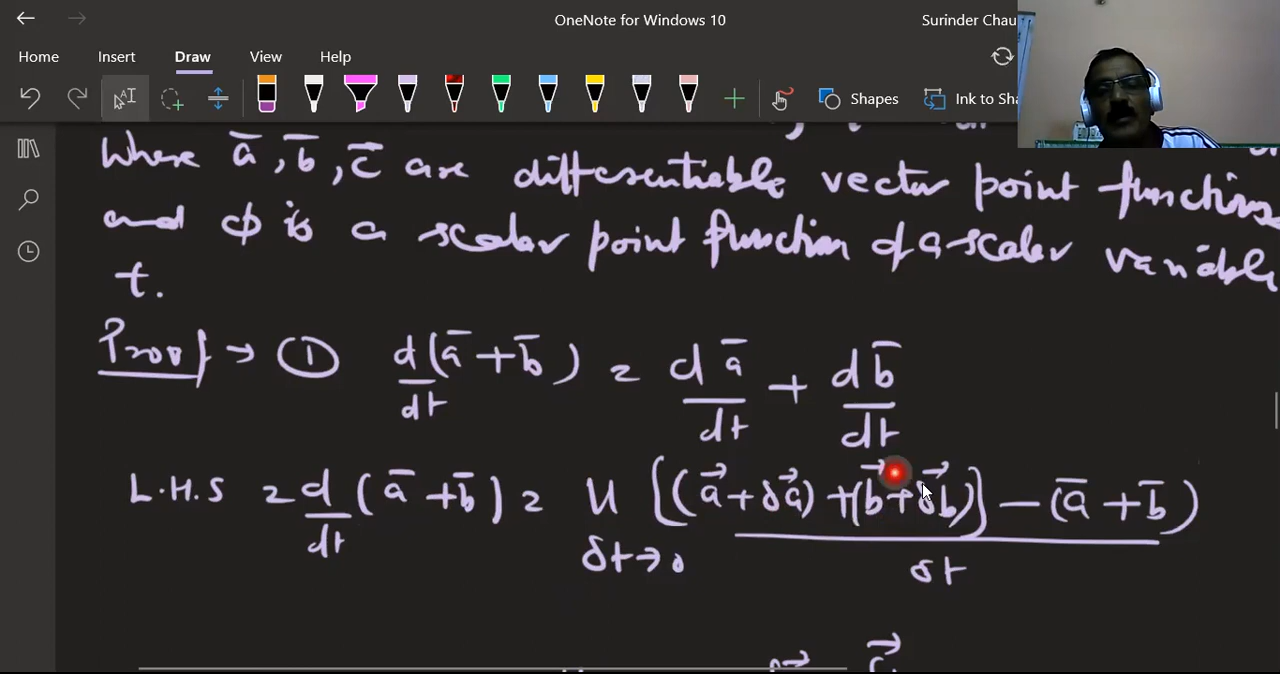 OneNote for Windows 10
Surinder Chau
Home Insert Draw View Help
Shapes Ink to Sha
Where a̅, b̅, c⃗ are differentiable vector point functions
and ϕ is a scalar point function of a scalar variable
t.
Proof → ① d/dt (a̅ + b̅) = da̅/dt + db̅/dt
L.H.S = d/dt (a̅ + b̅) = Lt δt→0 [(a⃗ + δa⃗) + (b⃗ + δb⃗)] − (a̅ + b̅) / δt